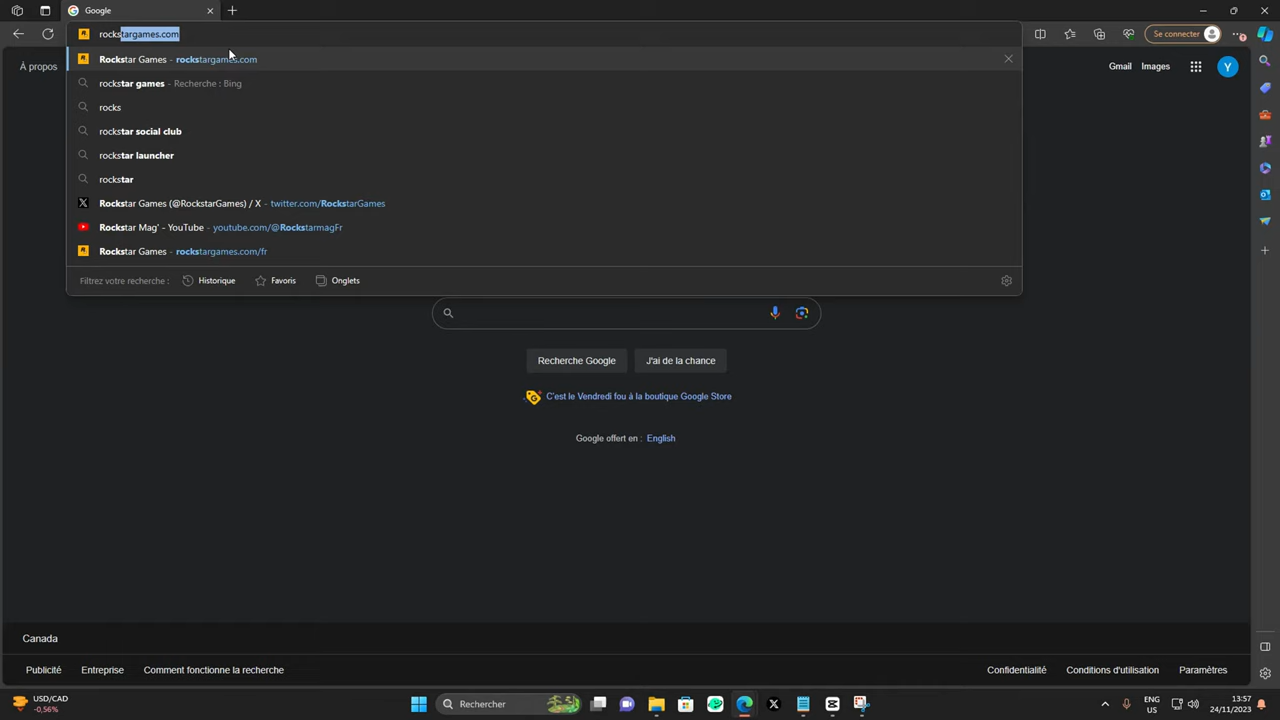 Google
rockstargames.com
Se connecter
À propos
Gmail
Images
Y
Rockstar Games - rockstargames.com
rockstar games - Recherche : Bing
rocks
rockstar social club
rockstar launcher
rockstar
Rockstar Games (@RockstarGames) / X - twitter.com/RockstarGames
Rockstar Mag' - YouTube - youtube.com/@RockstarmagFr
Rockstar Games - rockstargames.com/fr
Filtrez votre recherche :
Historique
Favoris
Onglets
Recherche Google
J'ai de la chance
C'est le Vendredi fou à la boutique Google Store
Google offert en : English
Canada
Publicité
Entreprise
Comment fonctionne la recherche
Confidentialité
Conditions d'utilisation
Paramètres
USD/CAD
-0,56%
Rechercher
ENG
US
13:57
24/11/2023